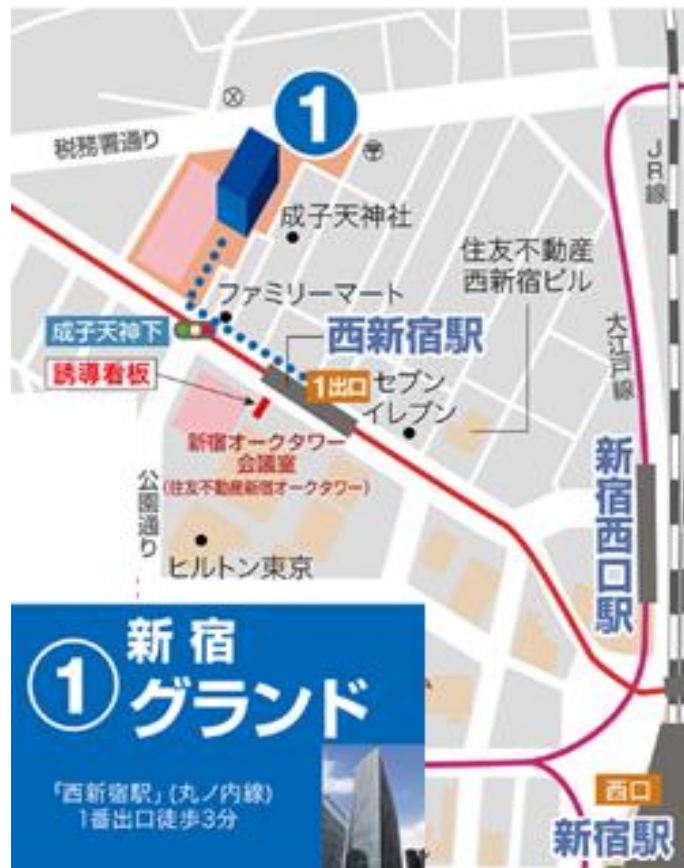 1
税務署通り
成子天神社
JR線
住友不動産
西新宿ビル
ファミリーマート
成子天神下
西新宿駅
大江戸線
誘導看板
1出口
セブン
イレブン
新宿オークタワー
会議室
(住友不動産新宿オークタワー)
公園通り
新宿西口駅
ヒルトン東京
1
新宿
グランド
「西新宿駅」(丸ノ内線)
1番出口徒歩3分
西口
新宿駅